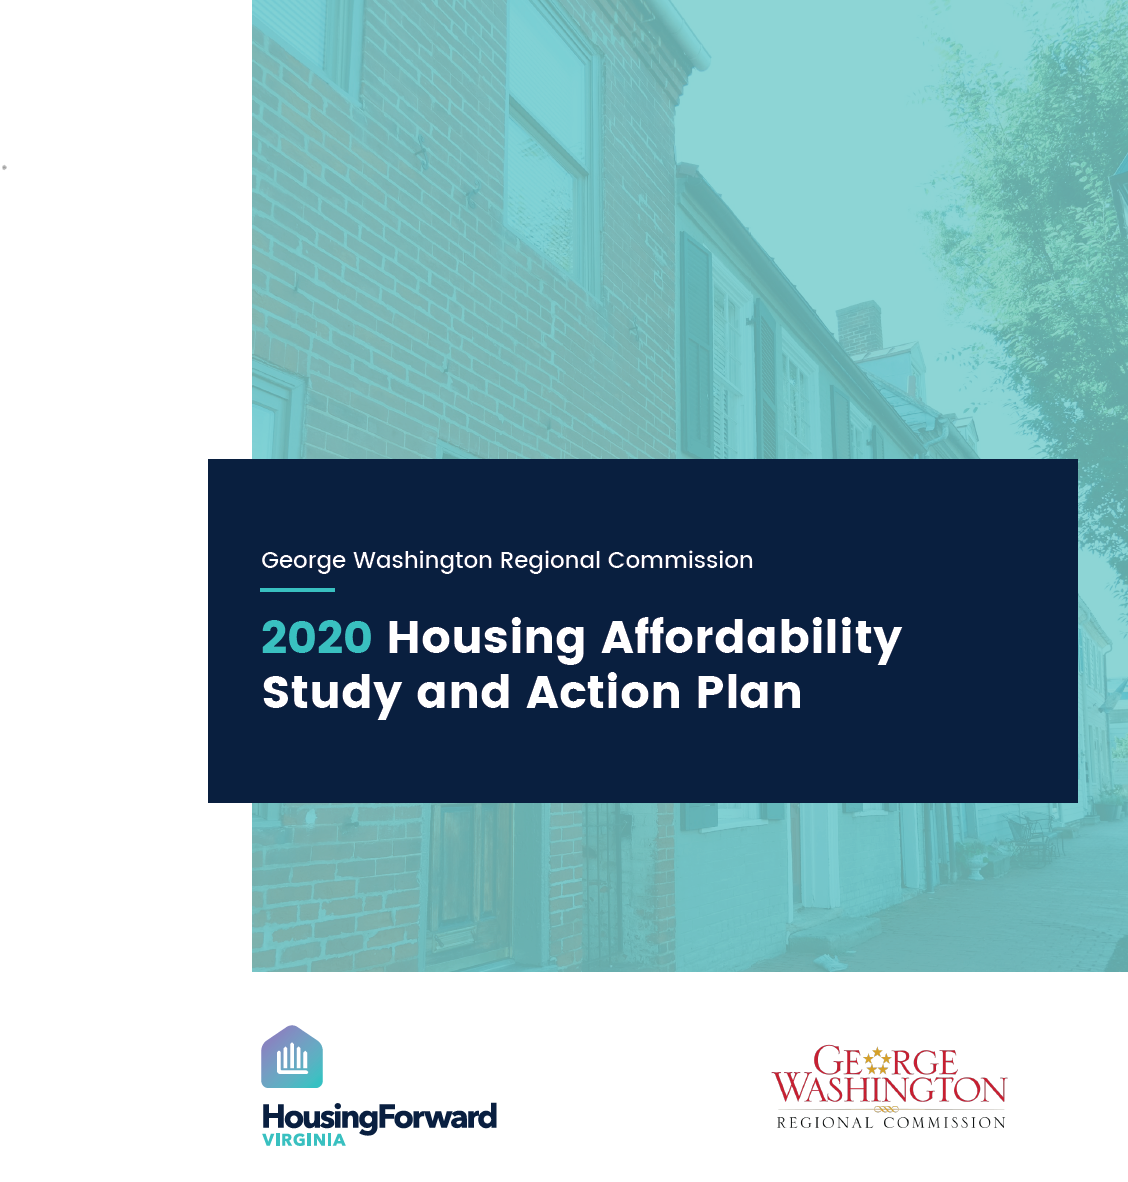 George Washington Regional Commission
2020 Housing Affordability
Study and Action Plan
HousingForward
VIRGINIA
GEORGE
WASHINGTON
REGIONAL COMMISSION